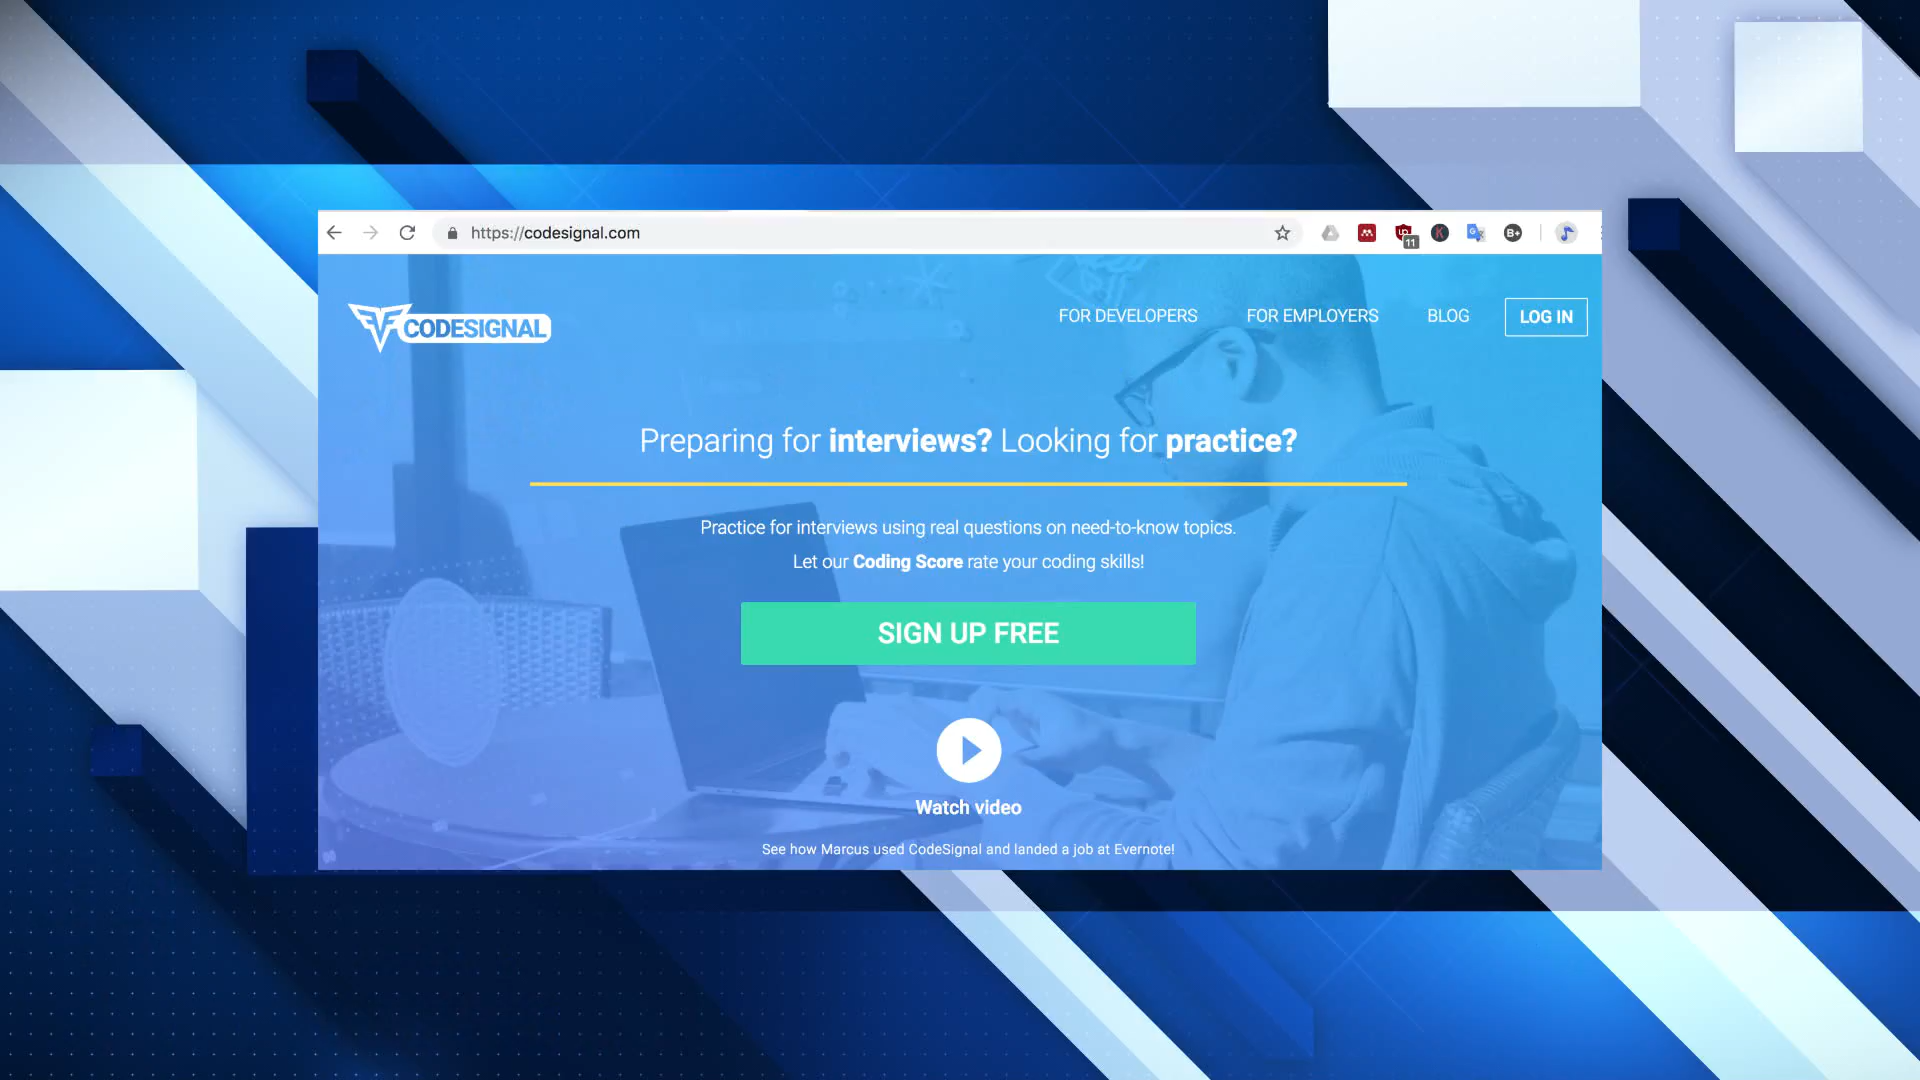 https://codesignal.com
11
B+
CODESIGNAL
FOR DEVELOPERS
FOR EMPLOYERS
BLOG
LOG IN
Preparing for interviews? Looking for practice?
Practice for interviews using real questions on need-to-know topics.
Let our Coding Score rate your coding skills!
SIGN UP FREE
Watch video
See how Marcus used CodeSignal and landed a job at Evernote!